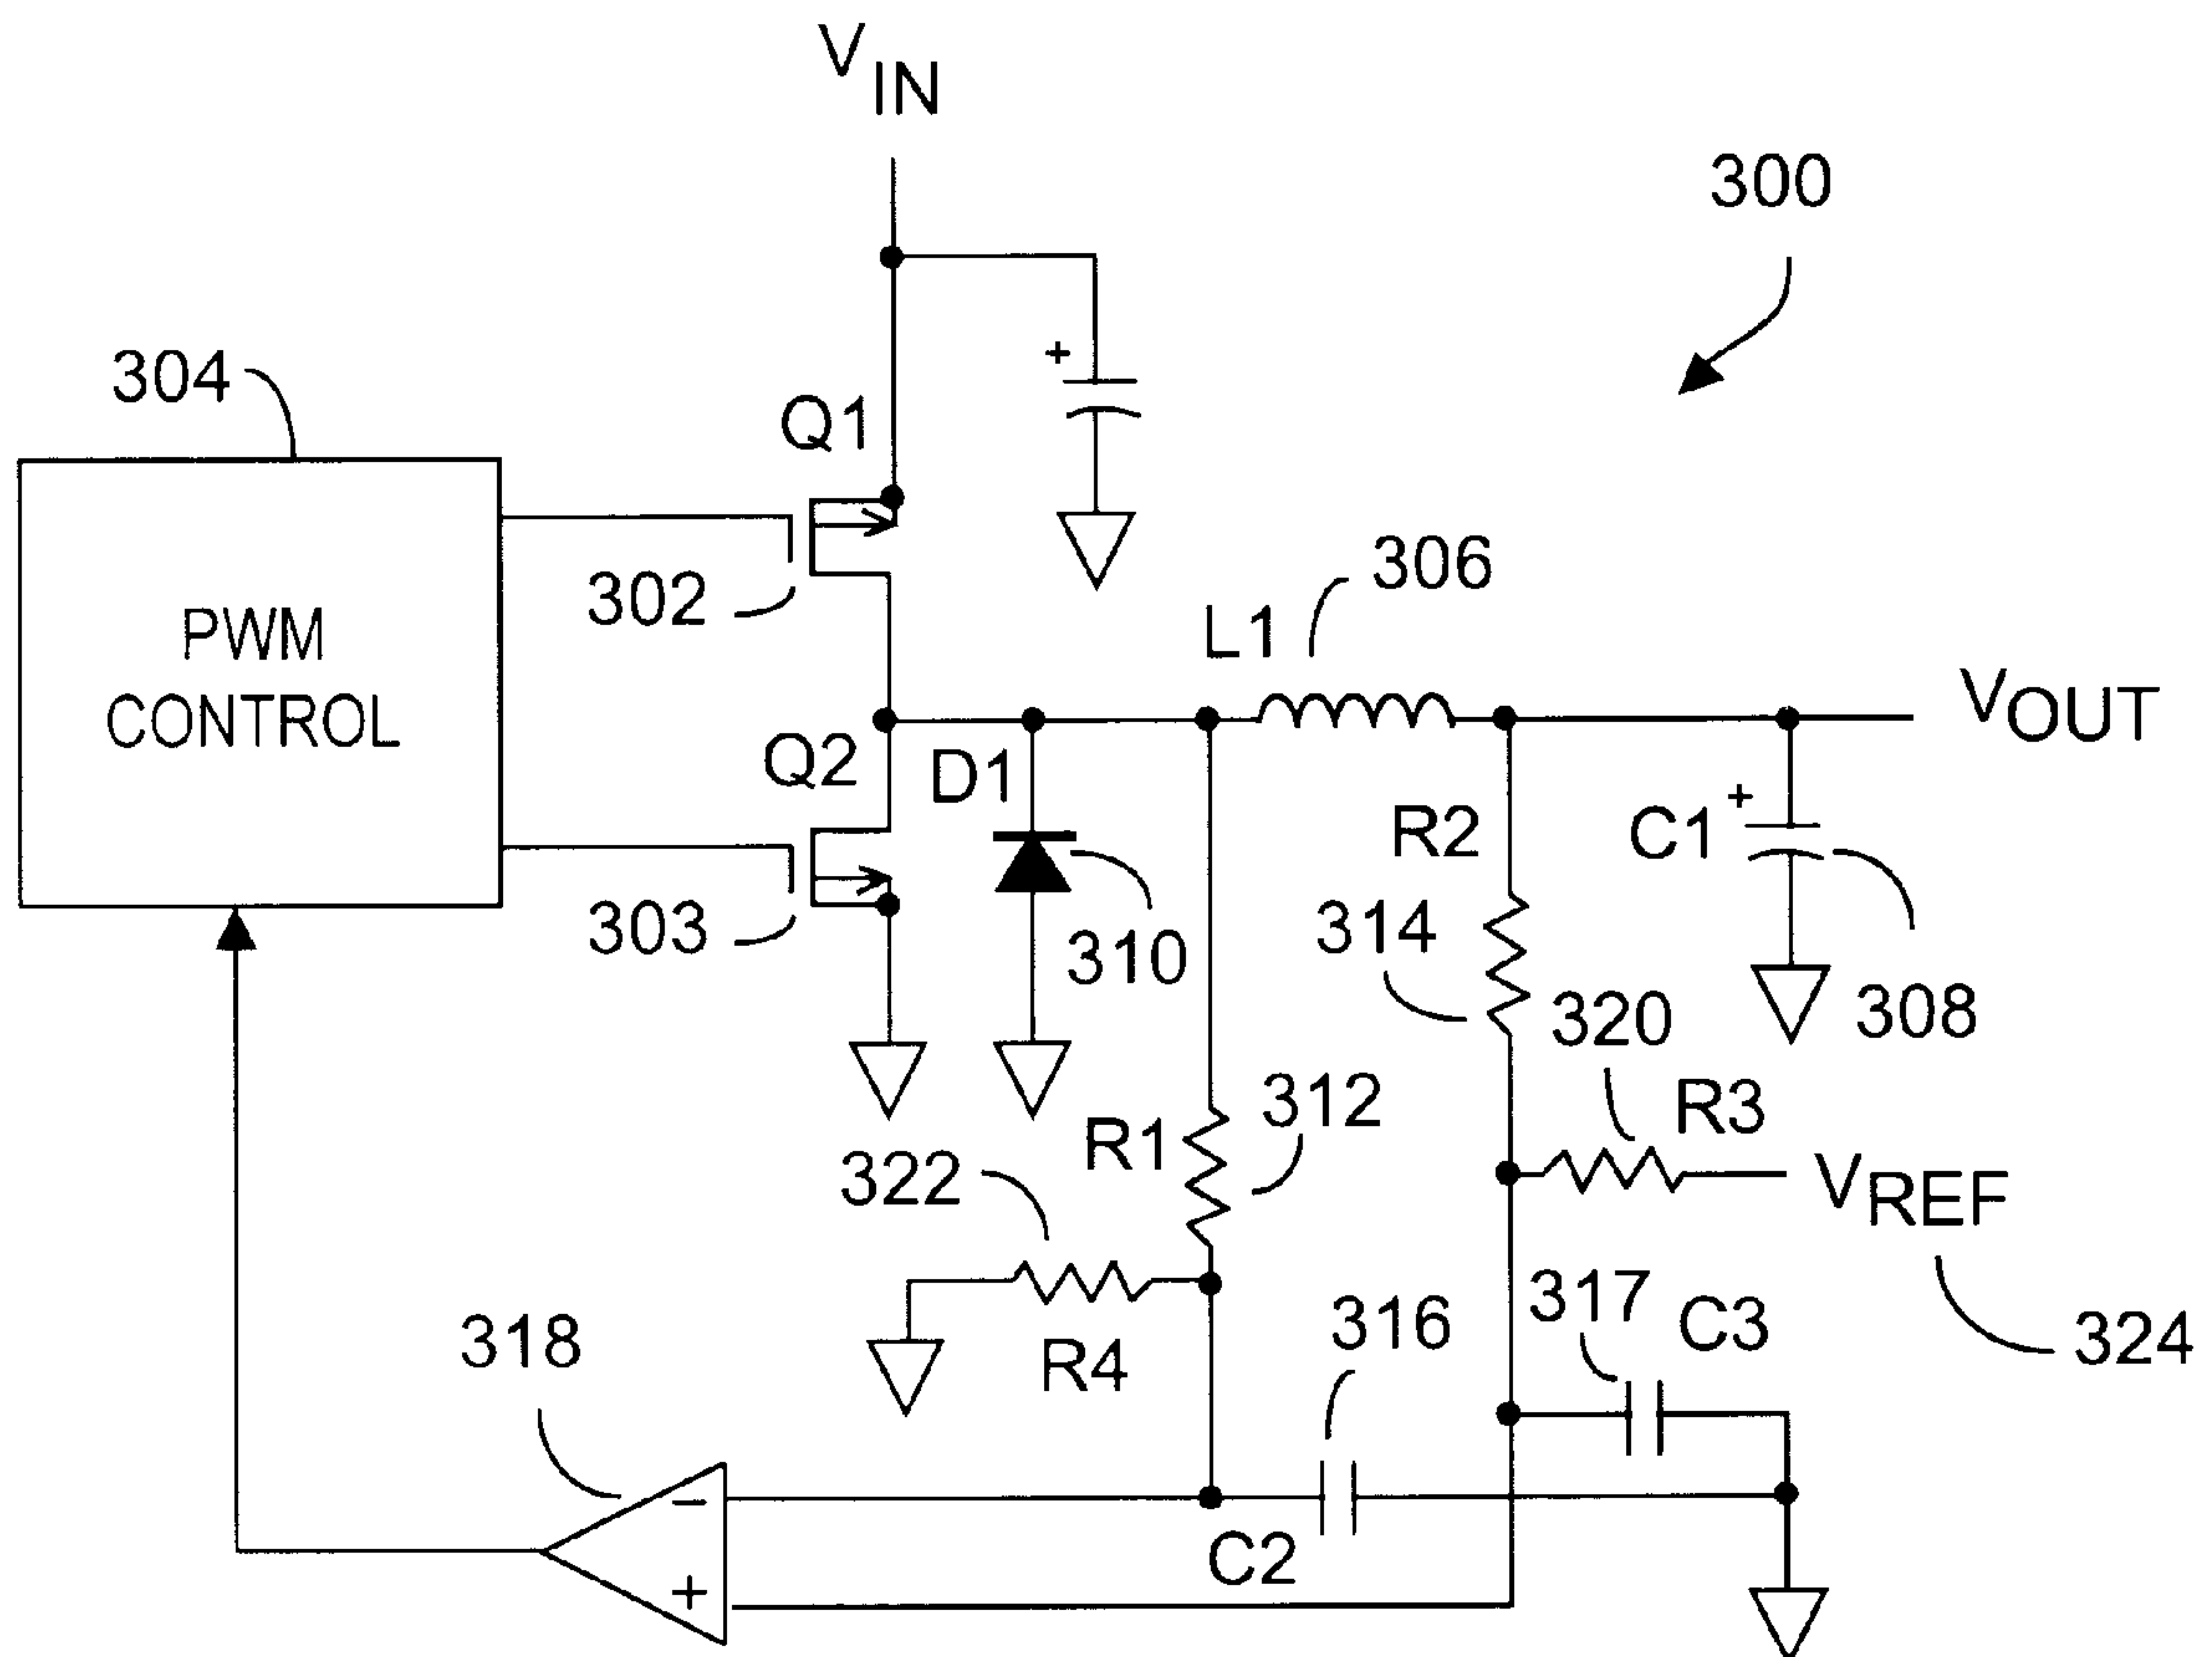 VIN
300
304
Q1
+
302
306
L1
PWM
CONTROL
VOUT
Q2
D1
R2
C1
+
314
303
310
308
320
312
R3
R1
322
VREF
317
C3
316
318
R4
324
−
C2
+